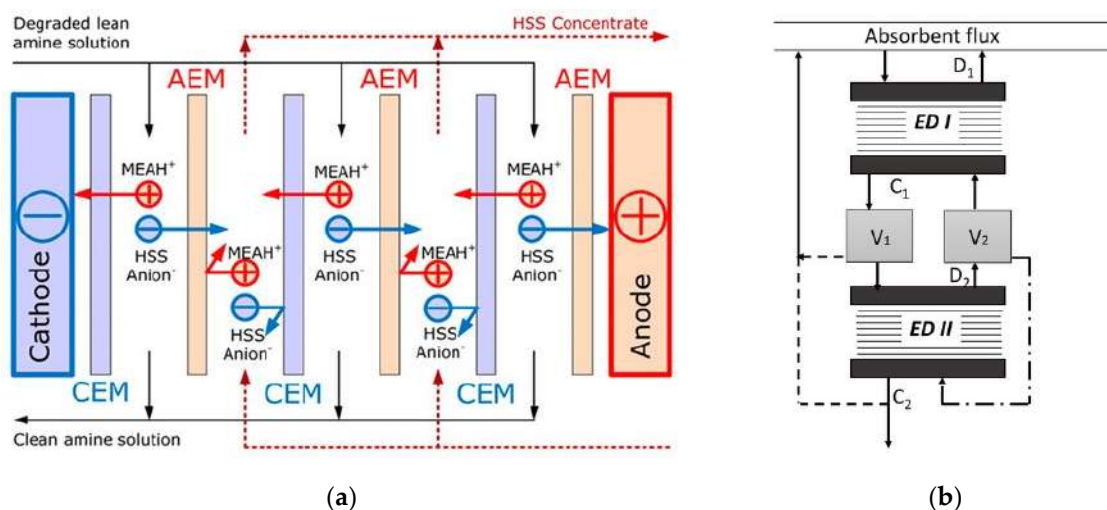 Degraded lean
amine solution
HSS Concentrate
AEM
AEM
AEM
Cathode
MEAH⁺
HSS
Anion⁻
MEAH⁺
HSS
Anion⁻
MEAH⁺
HSS
Anion⁻
MEAH⁺
HSS
Anion⁻
MEAH⁺
HSS
Anion⁻
Anode
CEM
CEM
CEM
Clean amine solution
(a)
Absorbent flux
D₁
ED I
C₁
V₁
V₂
D₂
ED II
C₂
(b)